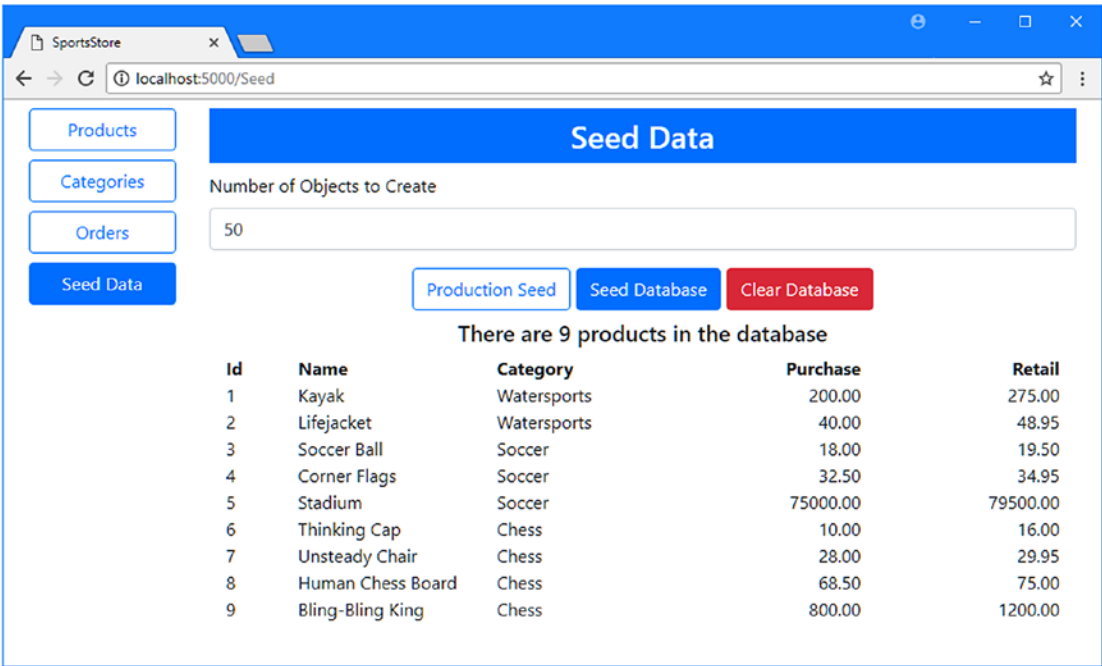 SportsStore
localhost:5000/Seed
Products
Categories
Orders
Seed Data
Seed Data
Number of Objects to Create
50
Production Seed Seed Database Clear Database
There are 9 products in the database
Id Name Category Purchase Retail
1 Kayak Watersports 200.00 275.00
2 Lifejacket Watersports 40.00 48.95
3 Soccer Ball Soccer 18.00 19.50
4 Corner Flags Soccer 32.50 34.95
5 Stadium Soccer 75000.00 79500.00
6 Thinking Cap Chess 10.00 16.00
7 Unsteady Chair Chess 28.00 29.95
8 Human Chess Board Chess 68.50 75.00
9 Bling-Bling King Chess 800.00 1200.00